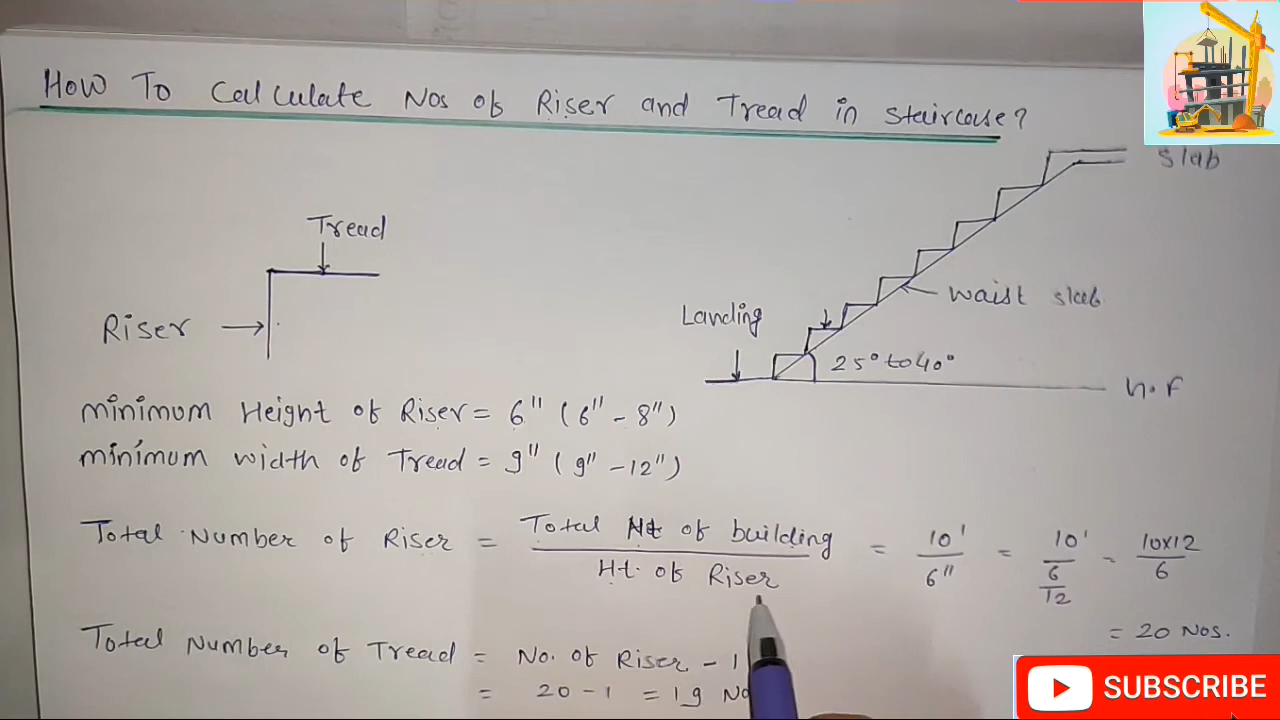 How To Calculate Nos of Riser and Tread in staircase?
Slab
Tread
Riser
Landing
Waist slab
25° to 40°
h.F
minimum Height of Riser = 6" (6" - 8")
minimum width of Tread = 9" (9" - 12")
Total Number of Riser = Total Ht of building / Ht. of Riser = 10' / 6" = 10' / 6/12 = 10x12 / 6
= 20 Nos.
Total Number of Tread = No. of Riser - 1
= 20 - 1 = 19
SUBSCRIBE